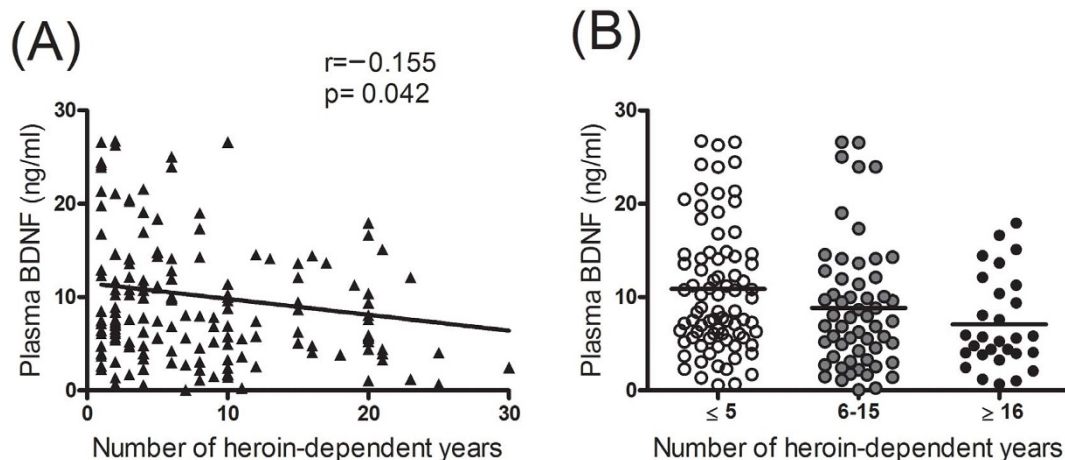 (A)
r=−0.155
p= 0.042
Plasma BDNF (ng/ml)
30
20
10
0
0 10 20 30
Number of heroin-dependent years
(B)
Plasma BDNF (ng/ml)
30
20
10
0
≤ 5 6-15 ≥ 16
Number of heroin-dependent years